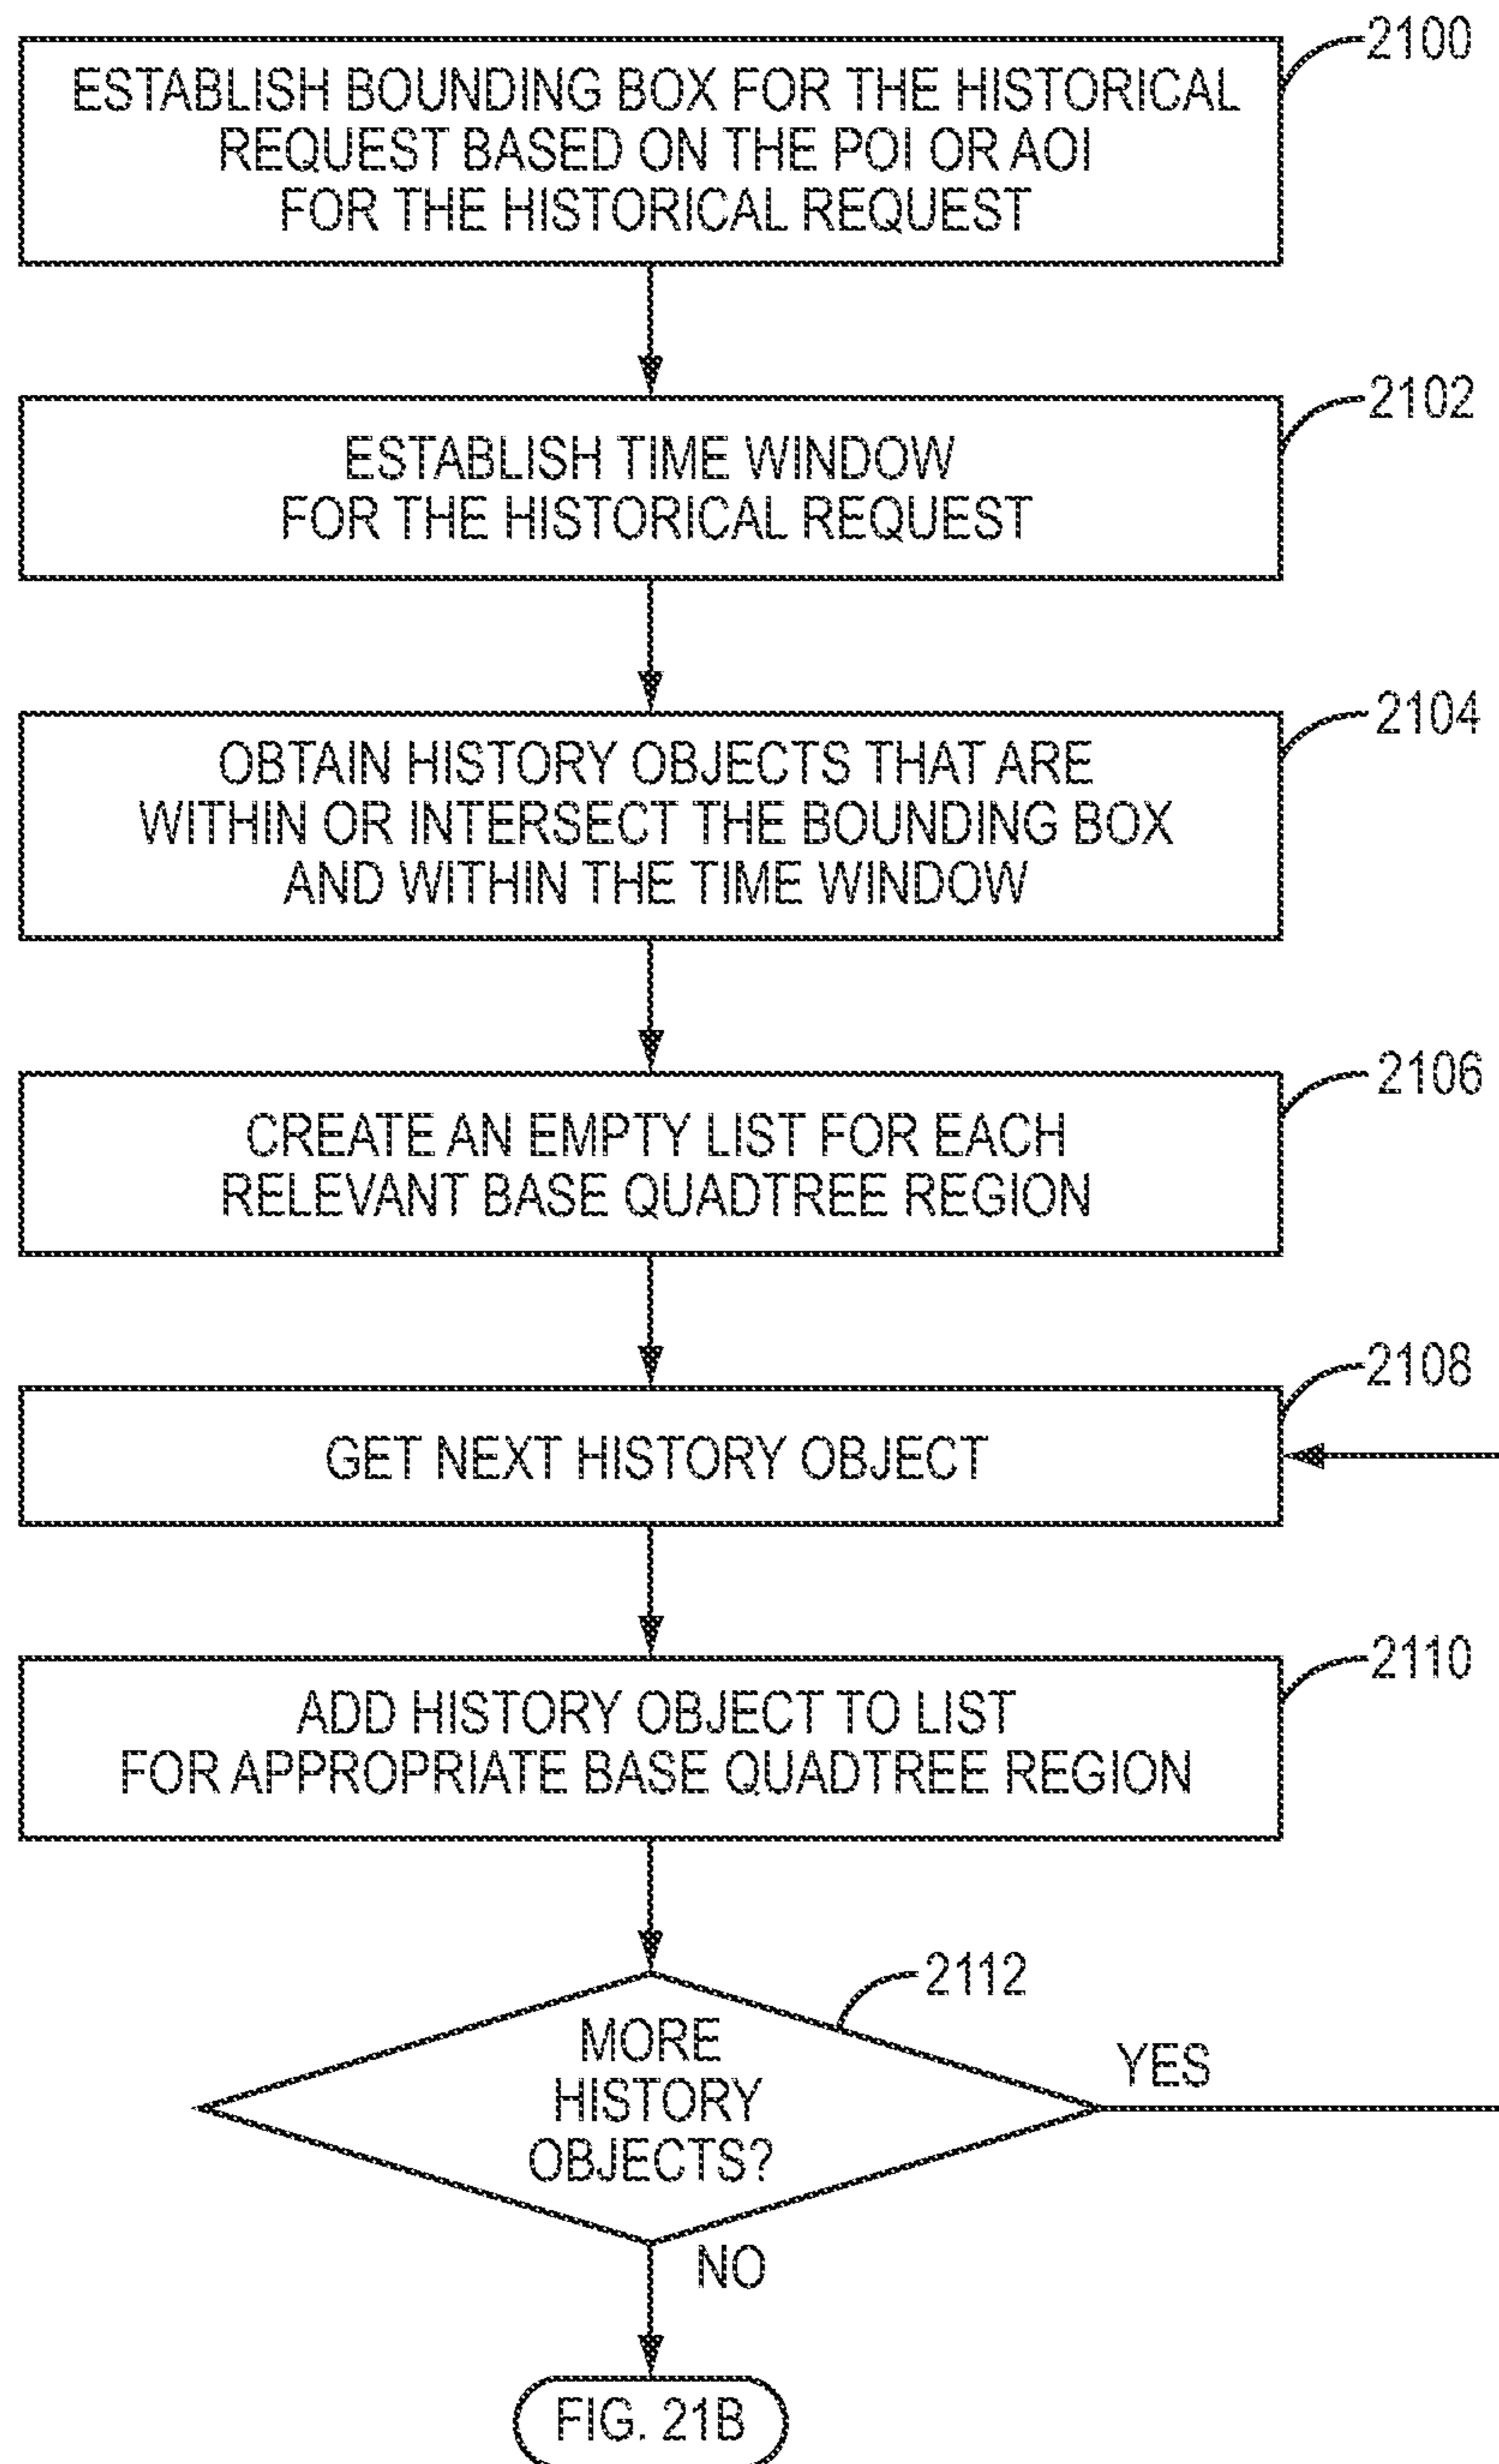 2100
ESTABLISH BOUNDING BOX FOR THE HISTORICAL
REQUEST BASED ON THE POI OR AOI
FOR THE HISTORICAL REQUEST
2102
ESTABLISH TIME WINDOW
FOR THE HISTORICAL REQUEST
2104
OBTAIN HISTORY OBJECTS THAT ARE
WITHIN OR INTERSECT THE BOUNDING BOX
AND WITHIN THE TIME WINDOW
2106
CREATE AN EMPTY LIST FOR EACH
RELEVANT BASE QUADTREE REGION
2108
GET NEXT HISTORY OBJECT
2110
ADD HISTORY OBJECT TO LIST
FOR APPROPRIATE BASE QUADTREE REGION
2112
MORE
HISTORY
OBJECTS?
YES
NO
FIG. 21B